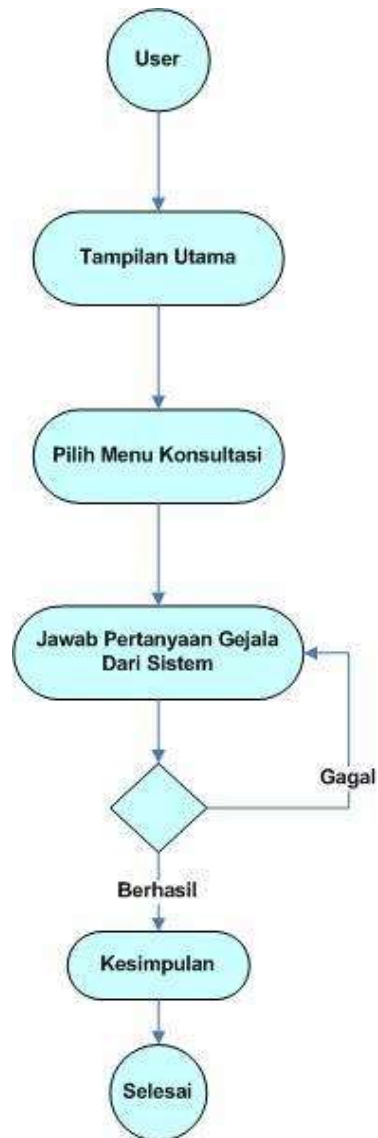 User
Tampilan Utama
Pilih Menu Konsultasi
Jawab Pertanyaan Gejala
Dari Sistem
Gagal
Berhasil
Kesimpulan
Selesai